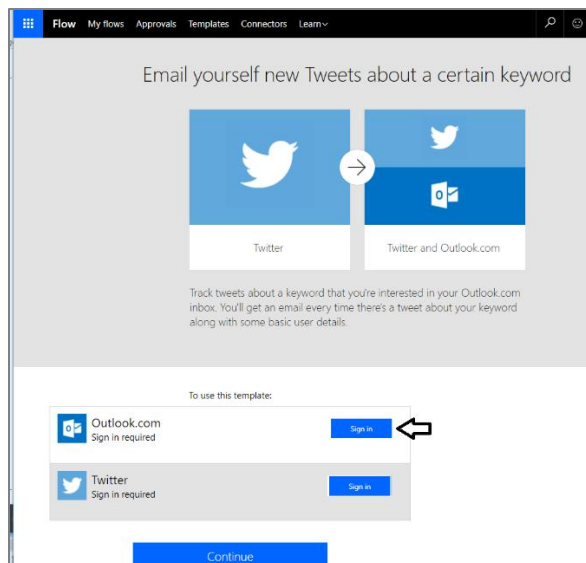 Flow My flows Approvals Templates Connectors Learn
Email yourself new Tweets about a certain keyword
Twitter
Twitter and Outlook.com
Track tweets about a keyword that you're interested in your Outlook.com
inbox. You'll get an email every time there's a tweet about your keyword
along with some basic user details.
To use this template:
Outlook.com
Sign in required
Sign in
Twitter
Sign in required
Sign in
Continue